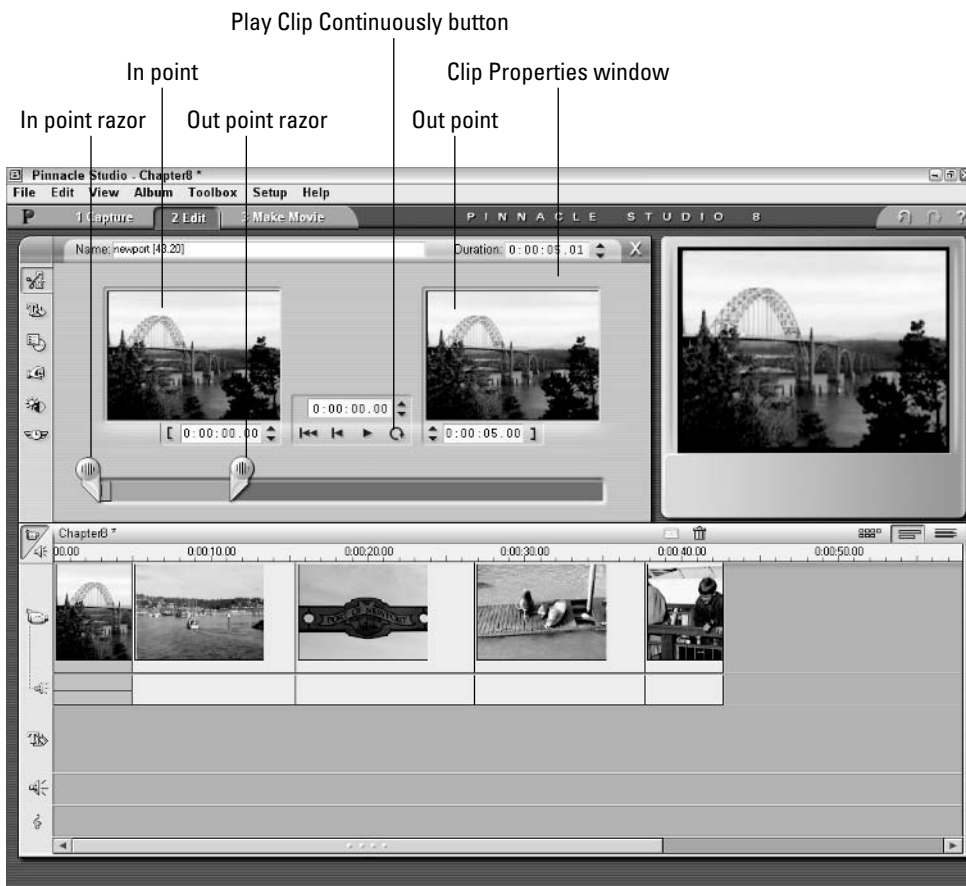 Play Clip Continuously button
In point
Clip Properties window
In point razor
Out point razor
Out point
Pinnacle Studio - Chapter8 *
File Edit View Album Toolbox Setup Help
P 1 Capture 2 Edit 3 Make Movie PINNACLE STUDIO 8 ?
Name: newport [43.20] Duration: 0:00:05.01 X
0:00:00.00
[ 0:00:00.00 0:00:05.00 ]
Chapter8 *
00.00 0:00:10.00 0:00:20.00 0:00:30.00 0:00:40.00 0:00:50.00
PORT OF NEWPORT